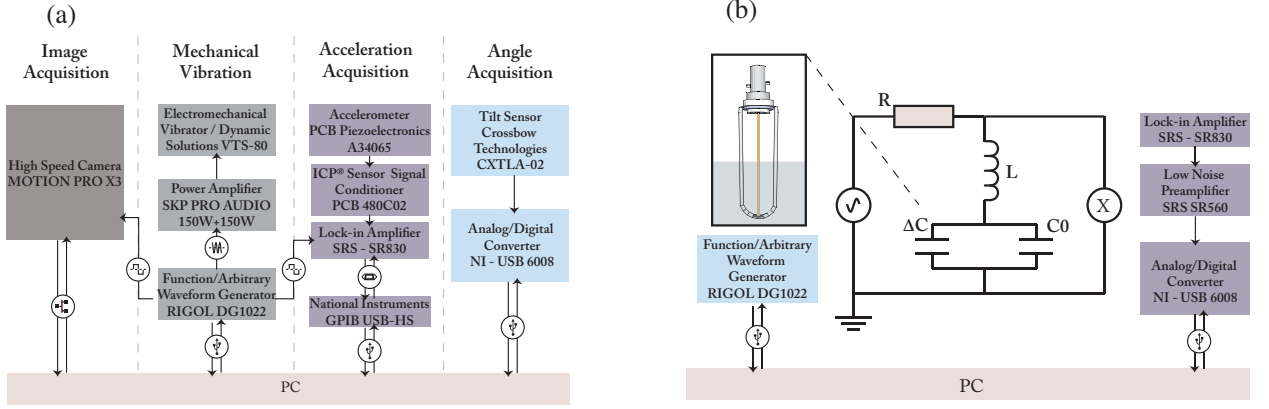 (a)
Image
Acquisition
High Speed Camera
MOTION PRO X3
Mechanical
Vibration
Electromechanical
Vibrator / Dynamic
Solutions VTS-80
Power Amplifier
SKP PRO AUDIO
150W+150W
Function/Arbitrary
Waveform Generator
RIGOL DG1022
Acceleration
Acquisition
Accelerometer
PCB Piezoelectronics
A34065
ICP® Sensor Signal
Conditioner
PCB 480C02
Lock-in Amplifier
SRS - SR830
National Instruments
GPIB USB-HS
Angle
Acquisition
Tilt Sensor
Crossbow
Technologies
CXTLA-02
Analog/Digital
Converter
NI - USB 6008
PC
(b)
Function/Arbitrary
Waveform
Generator
RIGOL DG1022
R
L
ΔC
C0
X
Lock-in Amplifier
SRS - SR830
Low Noise
Preamplifier
SRS SR560
Analog/Digital
Converter
NI - USB 6008
PC